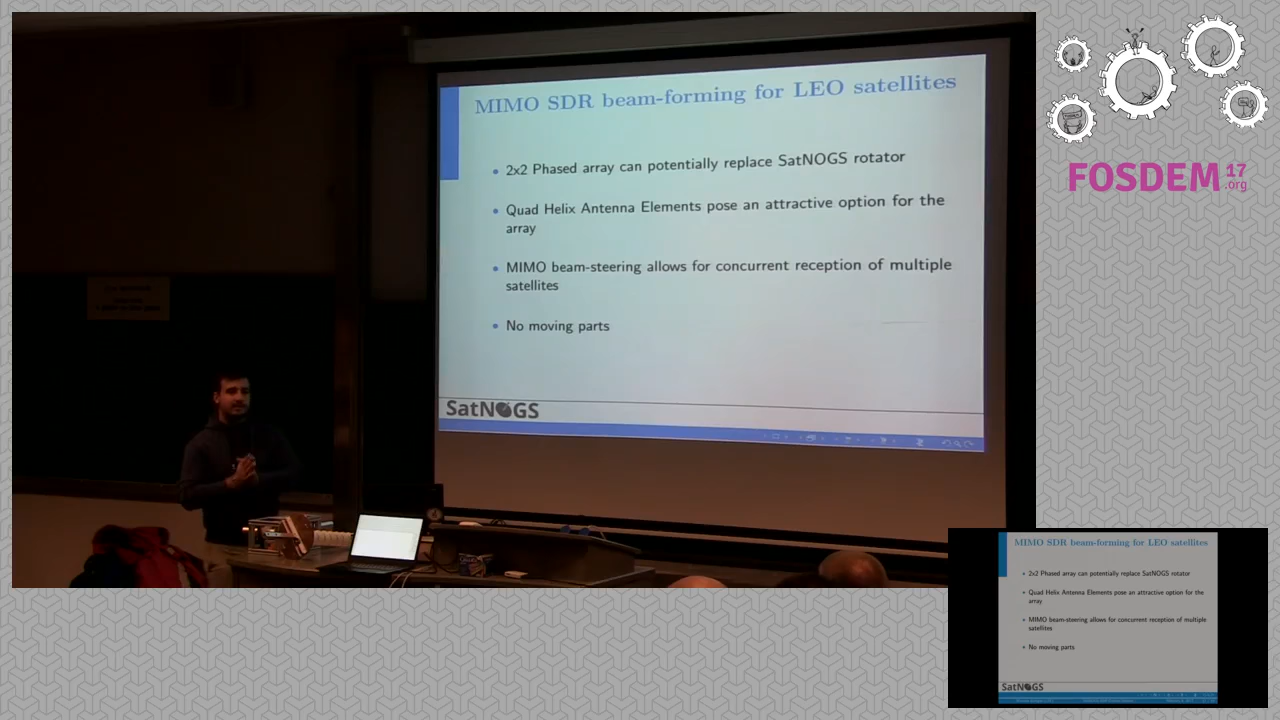 MIMO SDR beam-forming for LEO satellites
2x2 Phased array can potentially replace SatNOGS rotator
Quad Helix Antenna Elements pose an attractive option for the
array
MIMO beam-steering allows for concurrent reception of multiple
satellites
No moving parts
SatNOGS
FOSDEM 17
.org
MIMO SDR beam-forming for LEO satellites
2x2 Phased array can potentially replace SatNOGS rotator
Quad Helix Antenna Elements pose an attractive option for the
array
MIMO beam-steering allows for concurrent reception of multiple
satellites
No moving parts
SatNOGS